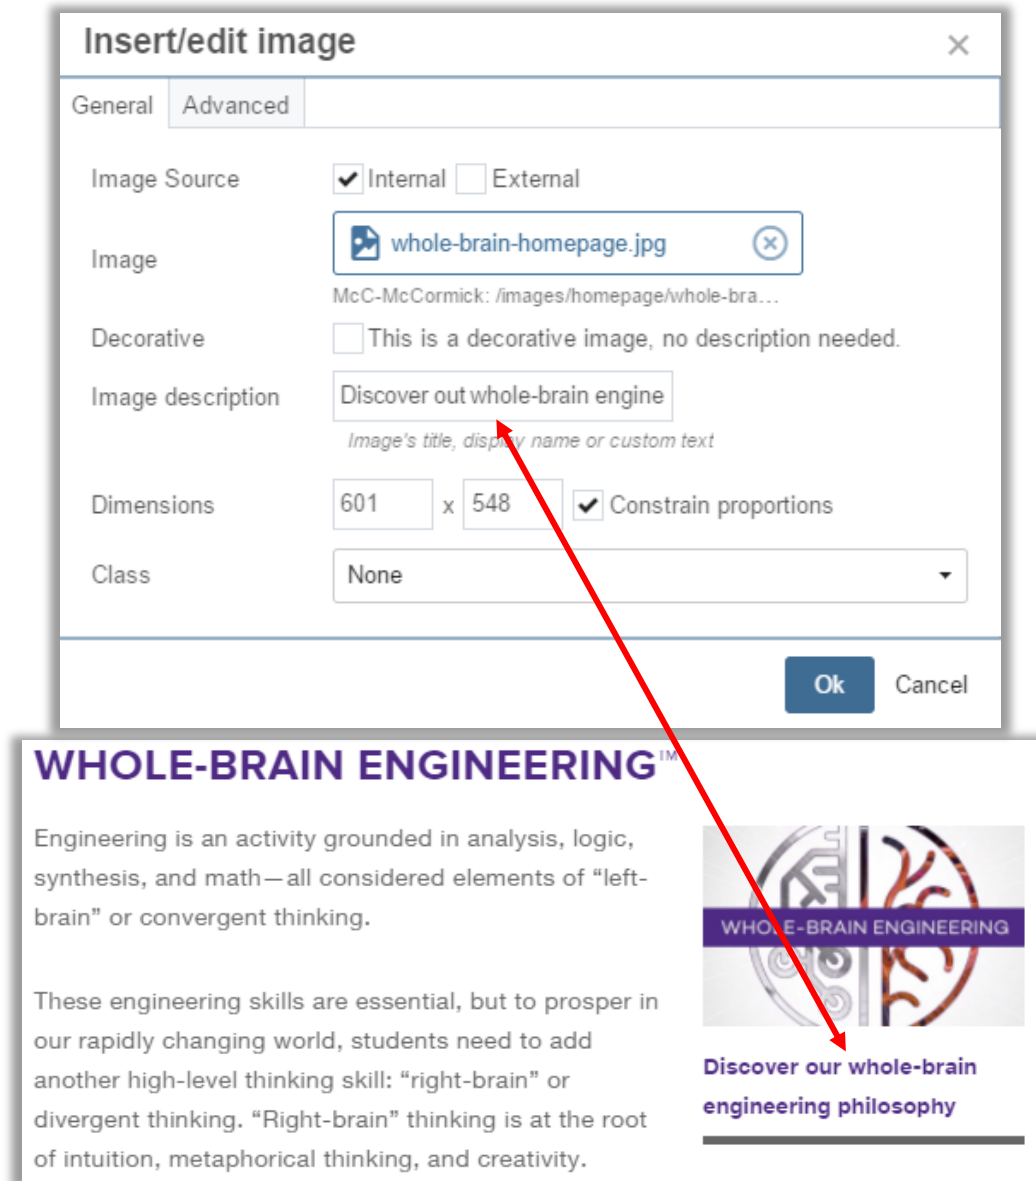 Insert/edit image
General Advanced
Image Source Internal External
Image whole-brain-homepage.jpg
McC-McCormick: /images/homepage/whole-bra…
Decorative This is a decorative image, no description needed.
Image description Discover out whole-brain engine
Image's title, display name or custom text
Dimensions 601 x 548 Constrain proportions
Class None
Ok Cancel
WHOLE-BRAIN ENGINEERING™
Engineering is an activity grounded in analysis, logic,
synthesis, and math—all considered elements of “left-
brain” or convergent thinking.
These engineering skills are essential, but to prosper in
our rapidly changing world, students need to add
another high-level thinking skill: “right-brain” or
divergent thinking. “Right-brain” thinking is at the root
of intuition, metaphorical thinking, and creativity.
WHOLE-BRAIN ENGINEERING
Discover our whole-brain
engineering philosophy